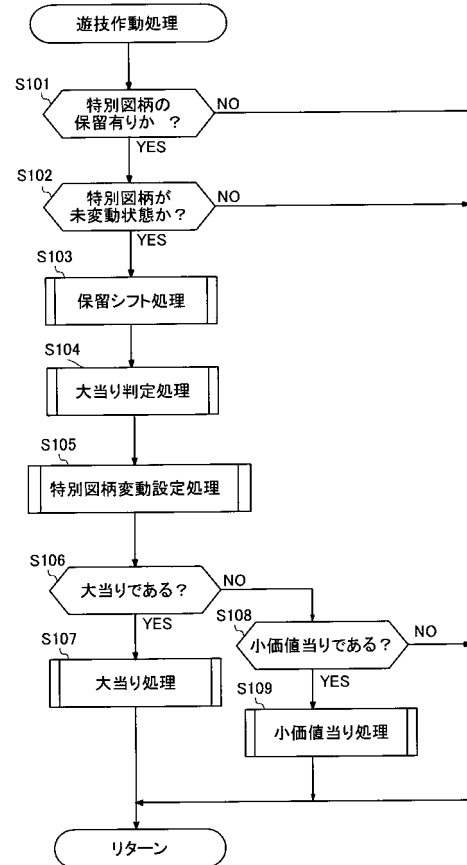 遊技作動処理
S101
特別図柄の
保留有りか ?
NO
YES
S102
特別図柄が
未変動状態か?
NO
YES
S103
保留シフト処理
S104
大当り判定処理
S105
特別図柄変動設定処理
S106
大当りである?
NO
YES
S107
大当り処理
S108
小価値当りである?
NO
YES
S109
小価値当り処理
リターン